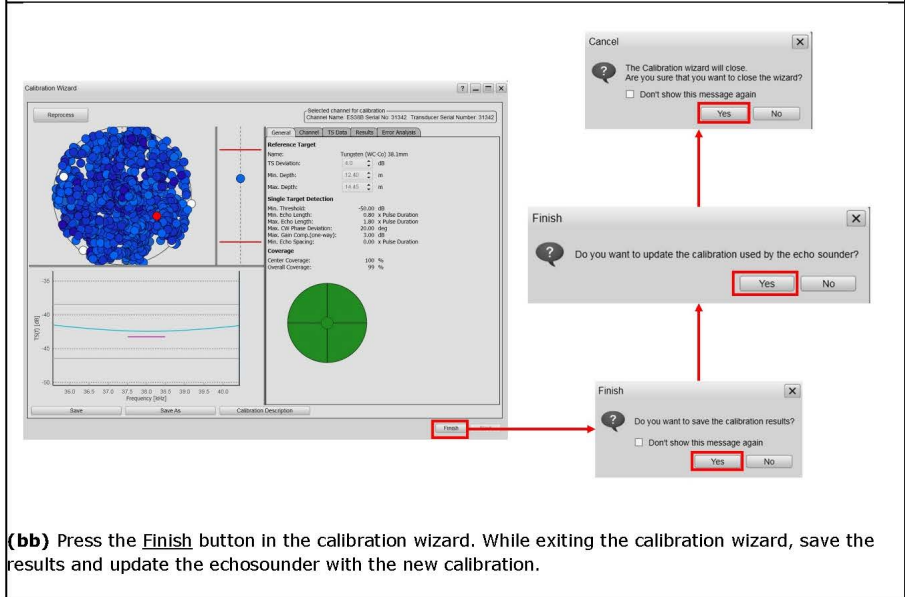 Cancel
The Calibration wizard will close.
Are you sure that you want to close the wizard?
Don't show this message again
Yes No
Calibration Wizard
Reprocess
Selected channel for calibration
Channel Name ES38B Serial No: 31342 Transducer Serial Number: 31342
General Channel TS Data Results Error Analysis
Reference Target
Name: Tungsten (WC-Co) 38.1mm
TS Deviation: 4.0 dB
Min. Depth: 12.40 m
Max. Depth: 14.45 m
Single Target Detection
Min. Threshold: -50.00 dB
Min. Echo Length: 0.80 x Pulse Duration
Max. Echo Length: 1.80 x Pulse Duration
Max. CW Phase Deviation: 20.00 deg
Max. Gain Comp.(one-way): 3.00 dB
Min. Echo Spacing: 0.00 x Pulse Duration
Coverage
Center Coverage: 100 %
Overall Coverage: 99 %
-35
-40
-45
-50
TS(f) [dB]
36.0 36.5 37.0 37.5 38.0 38.5 39.0 39.5 40.0
Frequency [kHz]
Save Save As Calibration Description
Finish
Finish
Do you want to update the calibration used by the echo sounder?
Yes No
Finish
Do you want to save the calibration results?
Don't show this message again
Yes No
(bb) Press the Finish button in the calibration wizard. While exiting the calibration wizard, save the
results and update the echosounder with the new calibration.